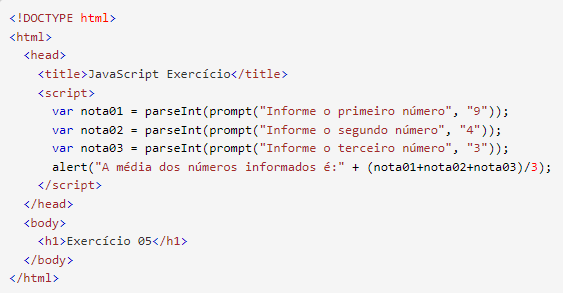 <!DOCTYPE html>
<html>
<head>
<title>JavaScript Exercício</title>
<script>
var nota01 = parseInt(prompt("Informe o primeiro número", "9"));
var nota02 = parseInt(prompt("Informe o segundo número", "4"));
var nota03 = parseInt(prompt("Informe o terceiro número", "3"));
alert("A média dos números informados é:" + (nota01+nota02+nota03)/3);
</script>
</head>
<body>
<h1>Exercício 05</h1>
</body>
</html>